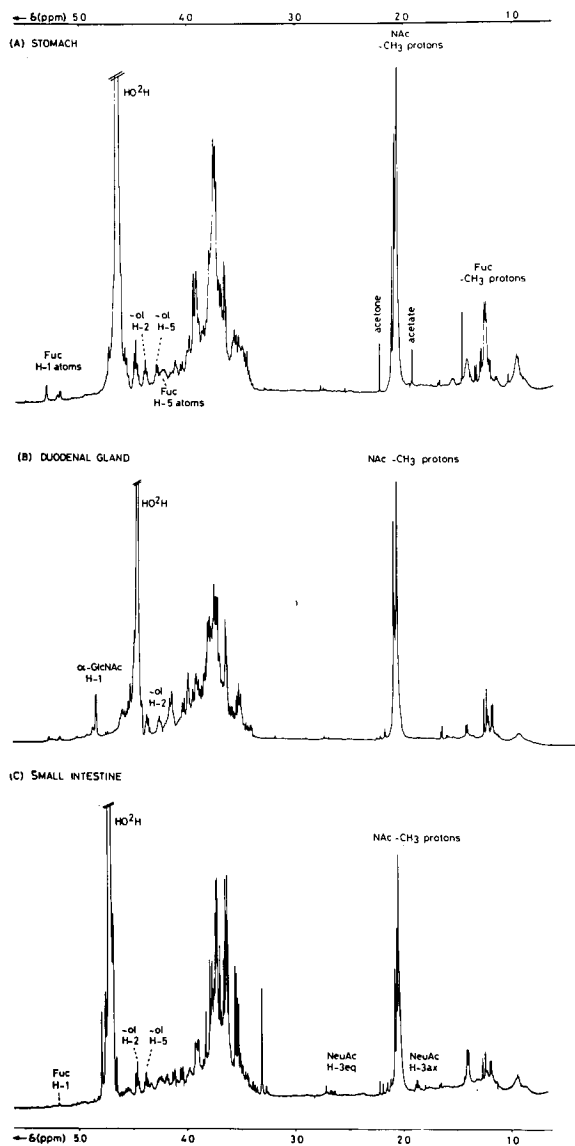 ← δ(ppm) 5.0 4.0 3.0 2.0 1.0
(A) STOMACH
NAc
-CH3 protons
HO²H
Fuc
-CH3 protons
acetone
acetate
-ol
H-2
-ol
H-5
Fuc
H-1 atoms
Fuc
H-5 atoms
(B) DUODENAL GLAND
NAc -CH3 protons
HO²H
α-GlcNAc
H-1
-ol
H-2
(C) SMALL INTESTINE
HO²H
NAc -CH3 protons
-ol
H-2
-ol
H-5
Fuc
H-1
NeuAc
H-3eq
NeuAc
H-3ax
← δ(ppm) 5.0 4.0 3.0 2.0 1.0